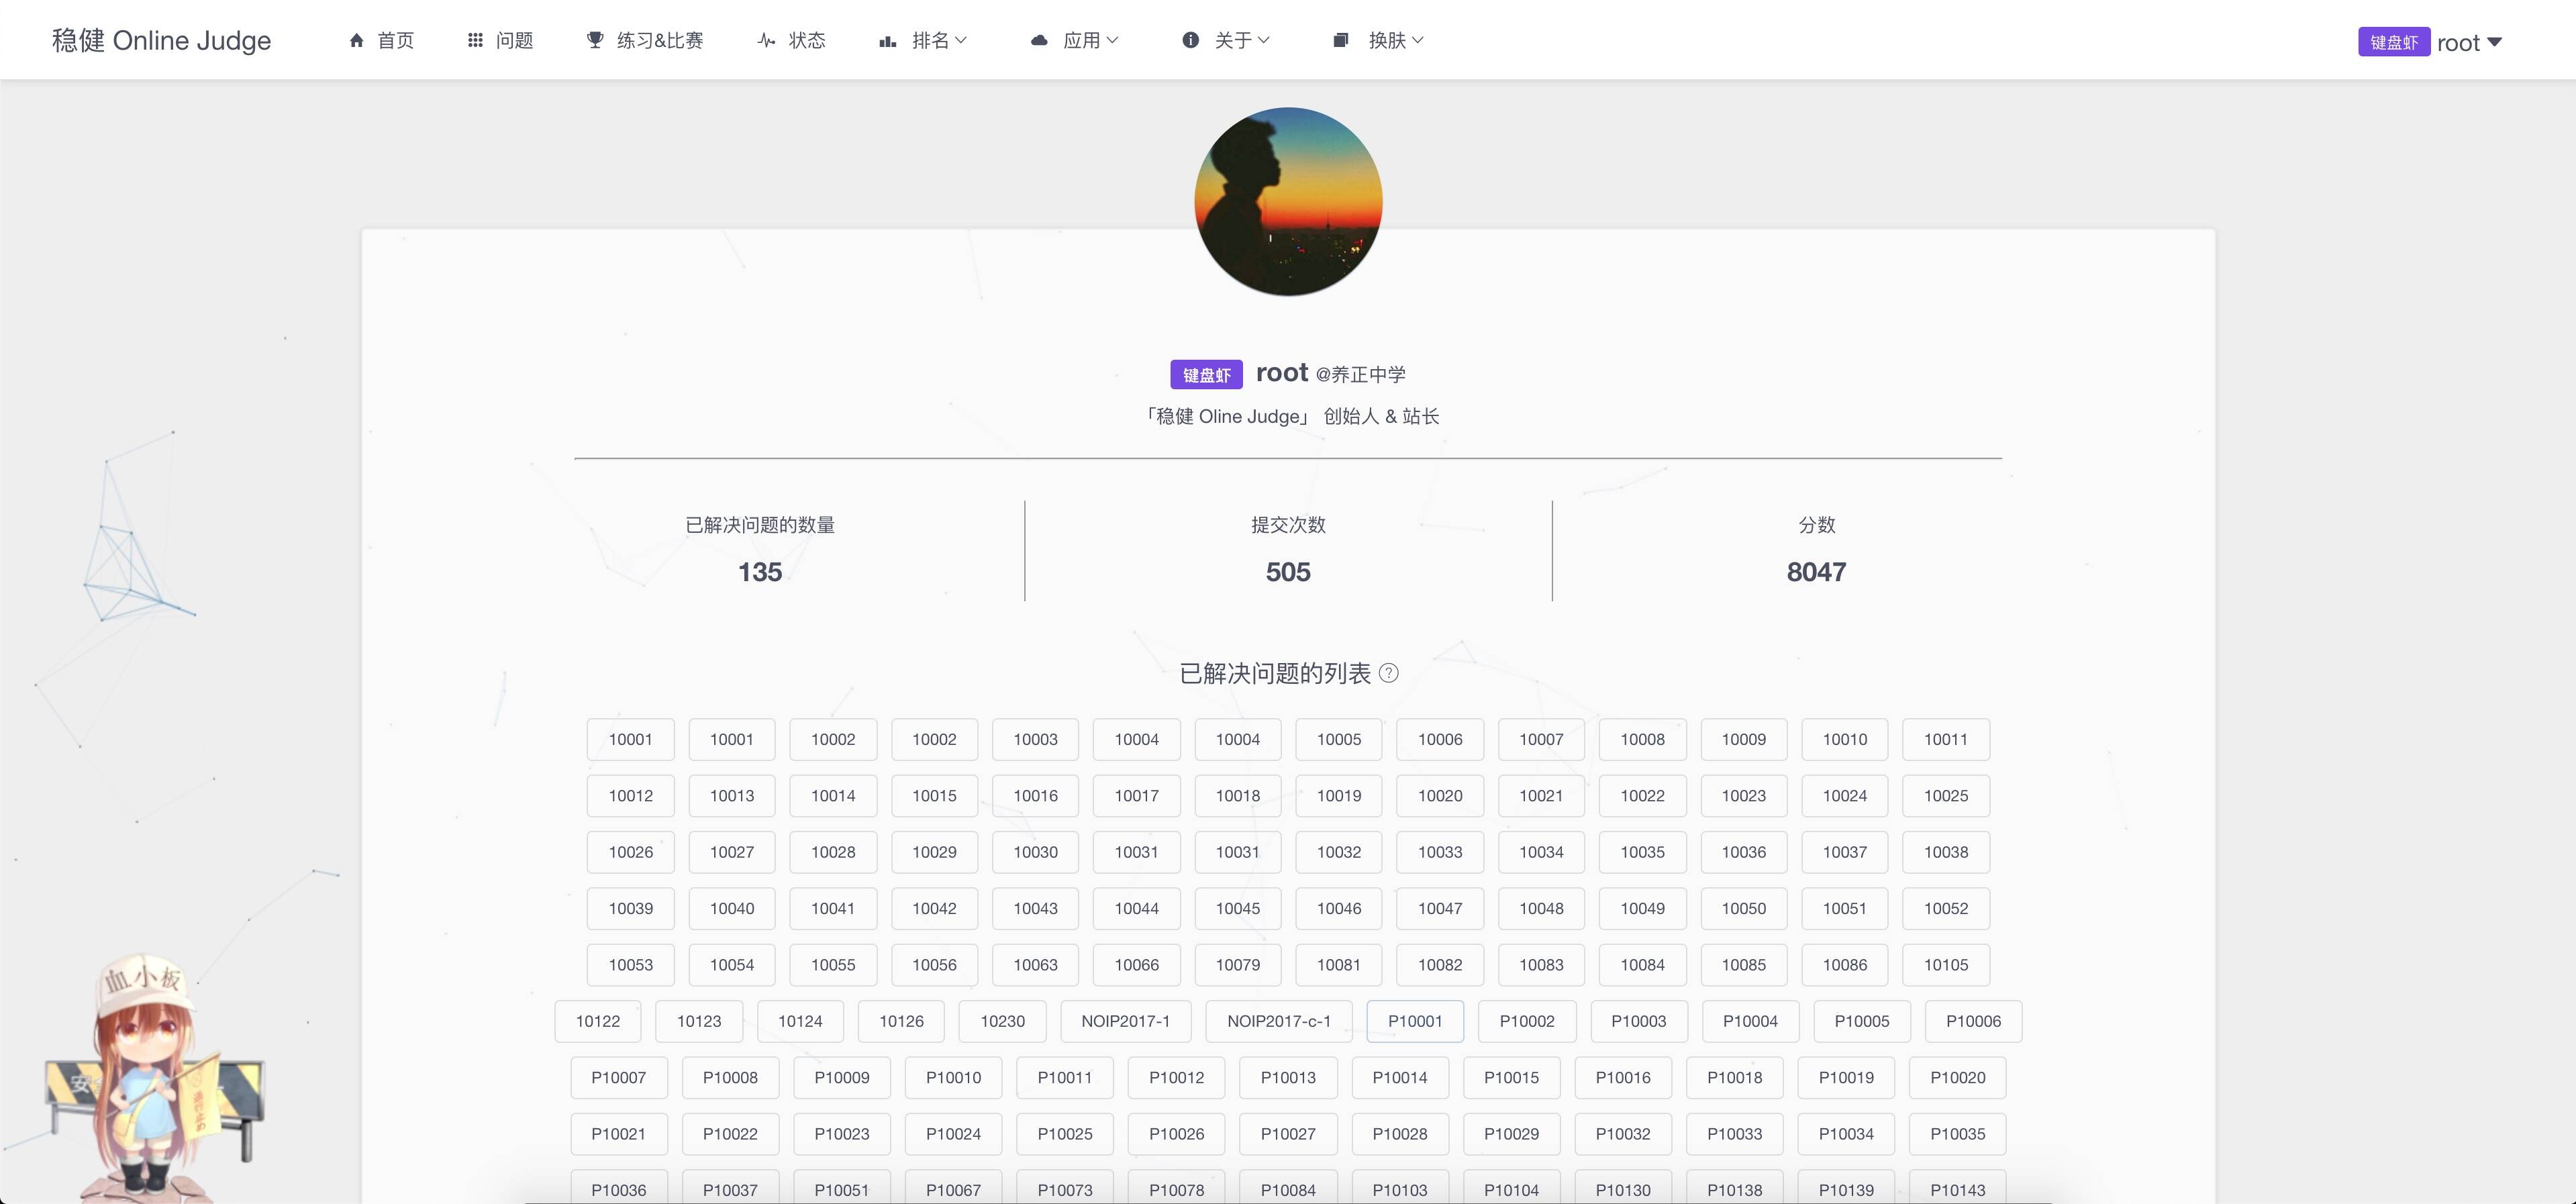 稳健 Online Judge 首页 问题 练习&比赛 状态 排名 应用 关于 换肤 键盘虾 root
键盘虾 root @养正中学
「稳健 Oline Judge」 创始人 & 站长
已解决问题的数量 提交次数 分数
135 505 8047
已解决问题的列表 ?
10001 10001 10002 10002 10003 10004 10004 10005 10006 10007 10008 10009 10010 10011
10012 10013 10014 10015 10016 10017 10018 10019 10020 10021 10022 10023 10024 10025
10026 10027 10028 10029 10030 10031 10031 10032 10033 10034 10035 10036 10037 10038
10039 10040 10041 10042 10043 10044 10045 10046 10047 10048 10049 10050 10051 10052
10053 10054 10055 10056 10063 10066 10079 10081 10082 10083 10084 10085 10086 10105
血小板
10122 10123 10124 10126 10230 NOIP2017-1 NOIP2017-c-1 P10001 P10002 P10003 P10004 P10005 P10006
P10007 P10008 P10009 P10010 P10011 P10012 P10013 P10014 P10015 P10016 P10018 P10019 P10020
安
P10021 P10022 P10023 P10024 P10025 P10026 P10027 P10028 P10029 P10032 P10033 P10034 P10035
P10036 P10037 P10051 P10067 P10073 P10078 P10084 P10103 P10104 P10130 P10138 P10139 P10143